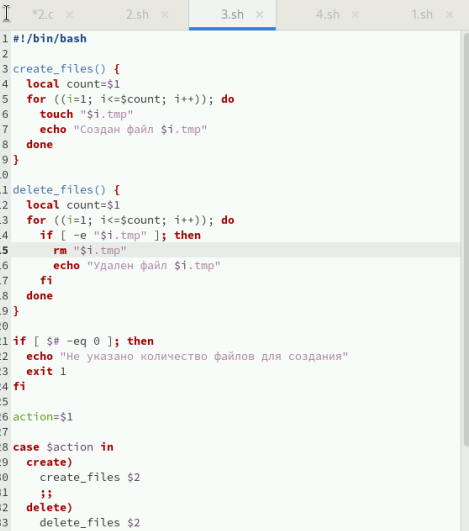 *2.c × 2.sh × 3.sh × 4.sh × 1.sh ×
1 #!/bin/bash
2
3 create_files() {
4 local count=$1
5 for ((i=1; i<=$count; i++)); do
6 touch "$i.tmp"
7 echo "Создан файл $i.tmp"
8 done
9 }
10
11 delete_files() {
12 local count=$1
13 for ((i=1; i<=$count; i++)); do
14 if [ -e "$i.tmp" ]; then
15 rm "$i.tmp"
16 echo "Удален файл $i.tmp"
17 fi
18 done
19 }
20
21 if [ $# -eq 0 ]; then
22 echo "Не указано количество файлов для создания"
23 exit 1
24 fi
25
26 action=$1
27
28 case $action in
29 create)
30 create_files $2
31 ;;
32 delete)
33 delete_files $2